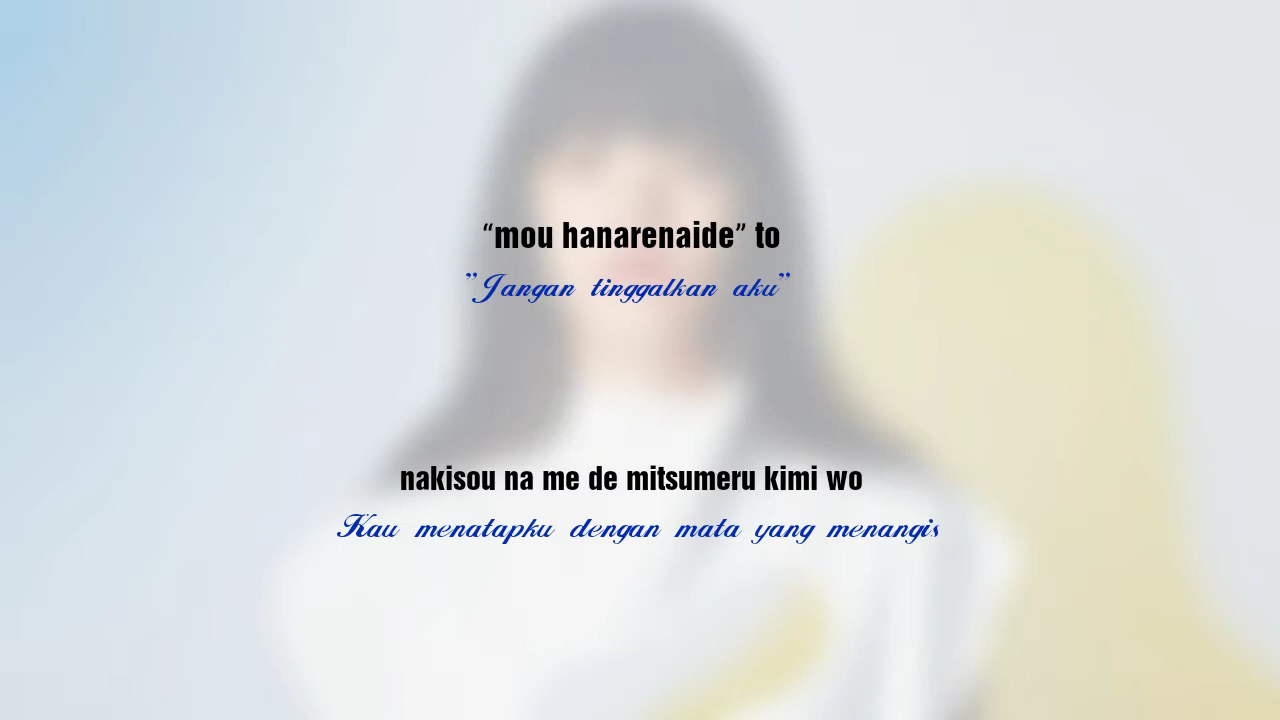 “mou hanarenaide” to
”Jangan tinggalkan aku”
nakisou na me de mitsumeru kimi wo
Kau menatapku dengan mata yang menangis